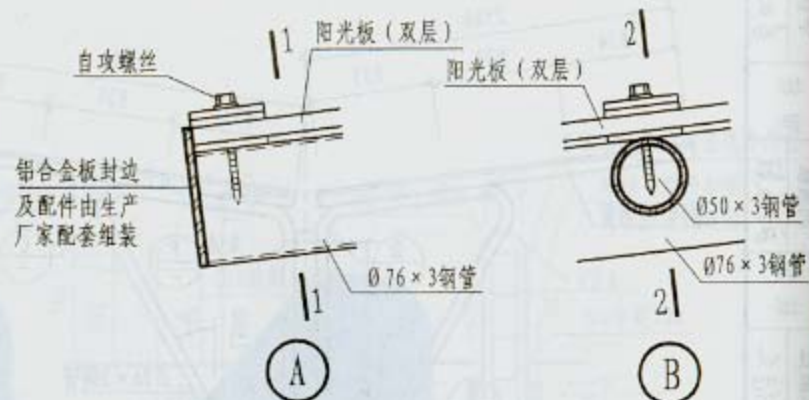 1
阳光板（双层）
自攻螺丝
铝合金板封边
及配件由生产
厂家配套组装
Ø76×3钢管
1
A
2
阳光板（双层）
Ø50×3钢管
Ø76×3钢管
2
B